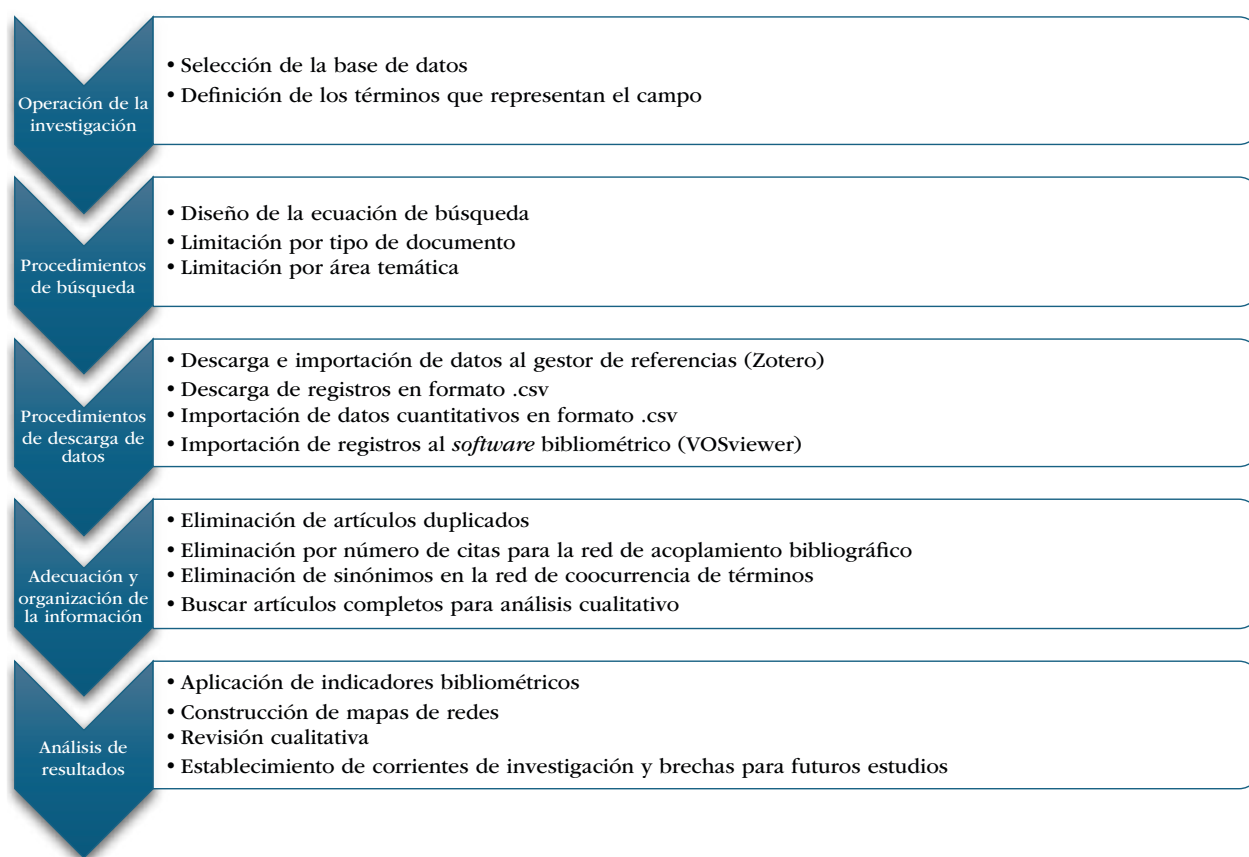 Operación de la
investigación
• Selección de la base de datos
• Definición de los términos que representan el campo
Procedimientos
de búsqueda
• Diseño de la ecuación de búsqueda
• Limitación por tipo de documento
• Limitación por área temática
Procedimientos
de descarga de
datos
• Descarga e importación de datos al gestor de referencias (Zotero)
• Descarga de registros en formato .csv
• Importación de datos cuantitativos en formato .csv
• Importación de registros al software bibliométrico (VOSviewer)
Adecuación y
organización de
la información
• Eliminación de artículos duplicados
• Eliminación por número de citas para la red de acoplamiento bibliográfico
• Eliminación de sinónimos en la red de coocurrencia de términos
• Buscar artículos completos para análisis cualitativo
Análisis de
resultados
• Aplicación de indicadores bibliométricos
• Construcción de mapas de redes
• Revisión cualitativa
• Establecimiento de corrientes de investigación y brechas para futuros estudios